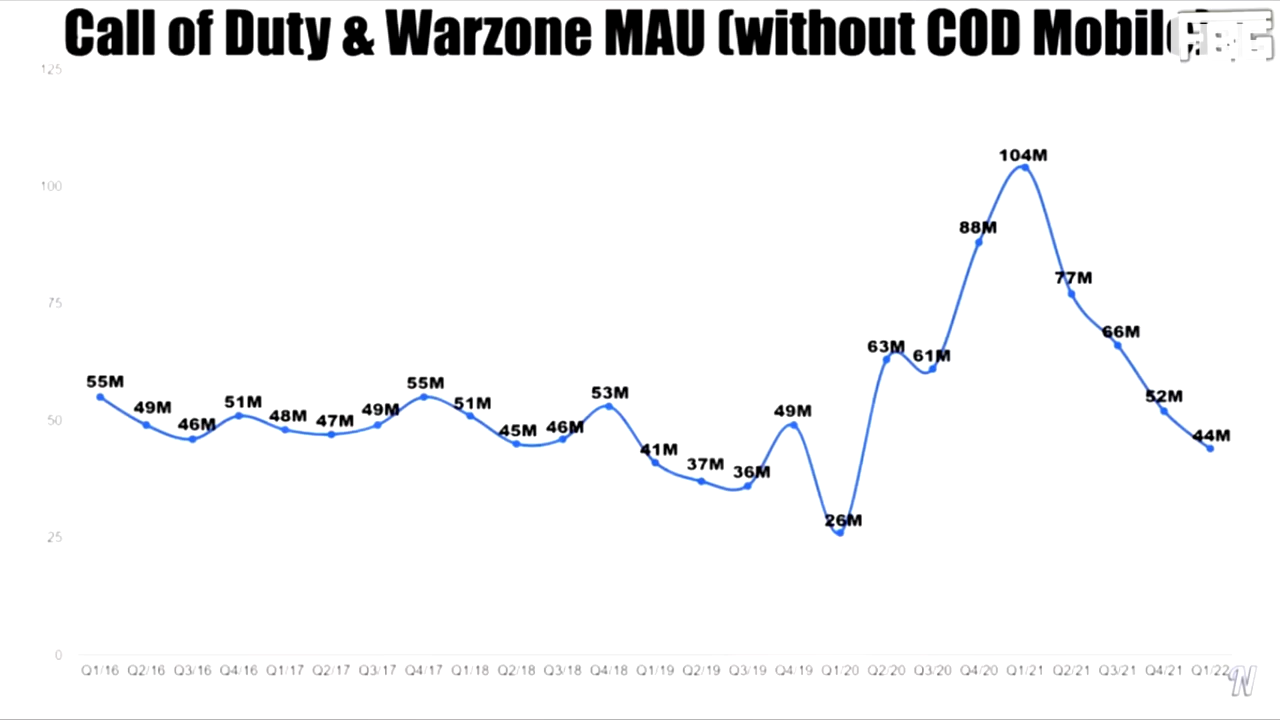 Call of Duty & Warzone MAU (without COD Mobile)
125
100
75
50
25
0
55M
49M
46M
51M
48M
47M
49M
55M
51M
45M
46M
53M
41M
37M
36M
49M
26M
63M
61M
88M
104M
77M
66M
52M
44M
Q1/16 Q2/16 Q3/16 Q4/16 Q1/17 Q2/17 Q3/17 Q4/17 Q1/18 Q2/18 Q3/18 Q4/18 Q1/19 Q2/19 Q3/19 Q4/19 Q1/20 Q2/20 Q3/20 Q4/20 Q1/21 Q2/21 Q3/21 Q4/21 Q1/22